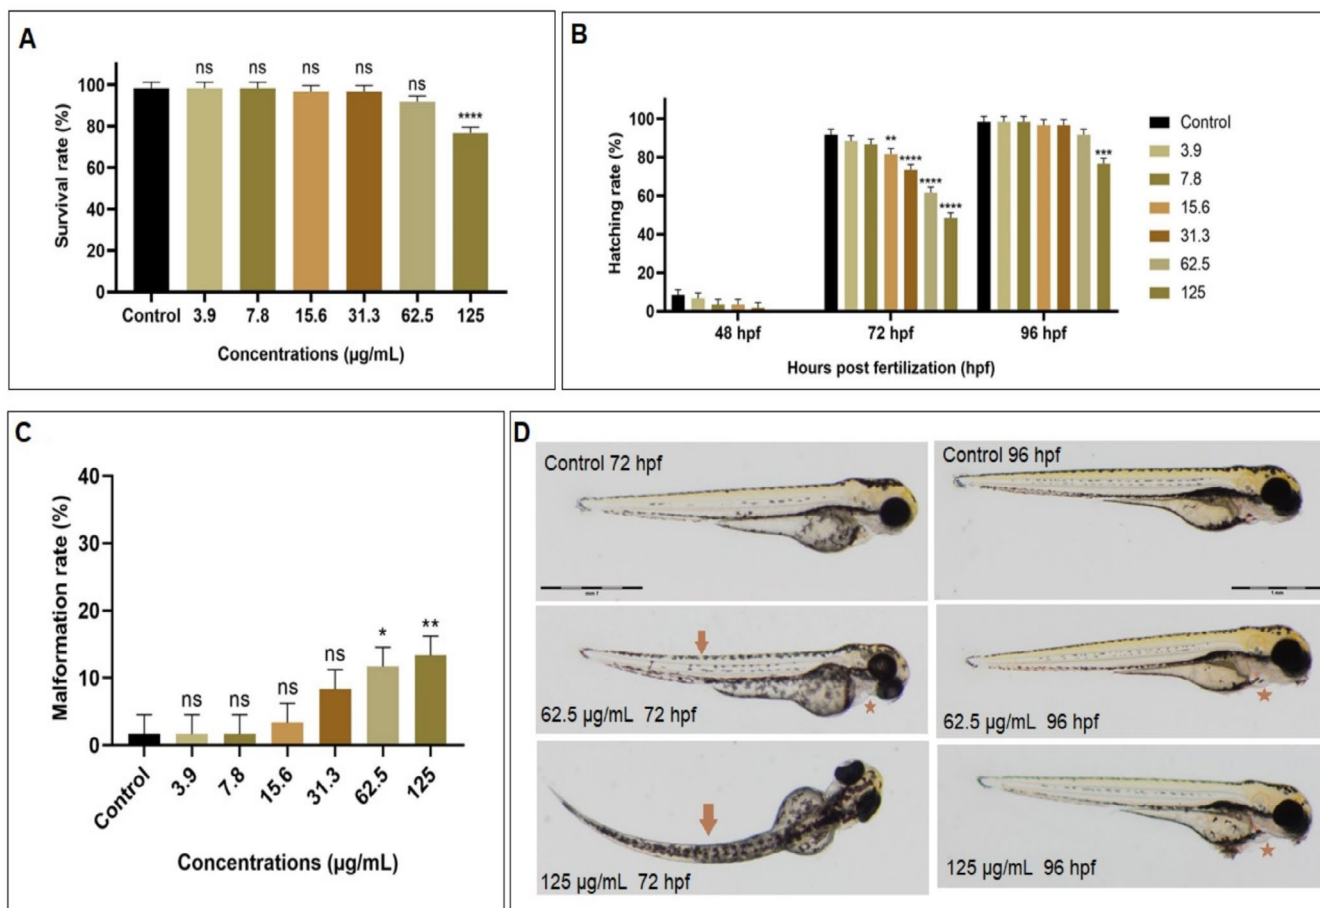 A
ns ns ns ns ns ****
Survival rate (%)
100
80
60
40
20
0
Control 3.9 7.8 15.6 31.3 62.5 125
Concentrations (µg/mL)
B
** **** **** **** ***
Hatching rate (%)
100
80
60
40
20
0
48 hpf 72 hpf 96 hpf
Hours post fertilization (hpf)
Control
3.9
7.8
15.6
31.3
62.5
125
C
ns ns ns ns * **
Malformation rate (%)
40
30
20
10
0
Control 3.9 7.8 15.6 31.3 62.5 125
Concentrations (µg/mL)
D
Control 72 hpf
Control 96 hpf
1 mm
62.5 µg/mL 72 hpf
62.5 µg/mL 96 hpf
125 µg/mL 72 hpf
125 µg/mL 96 hpf